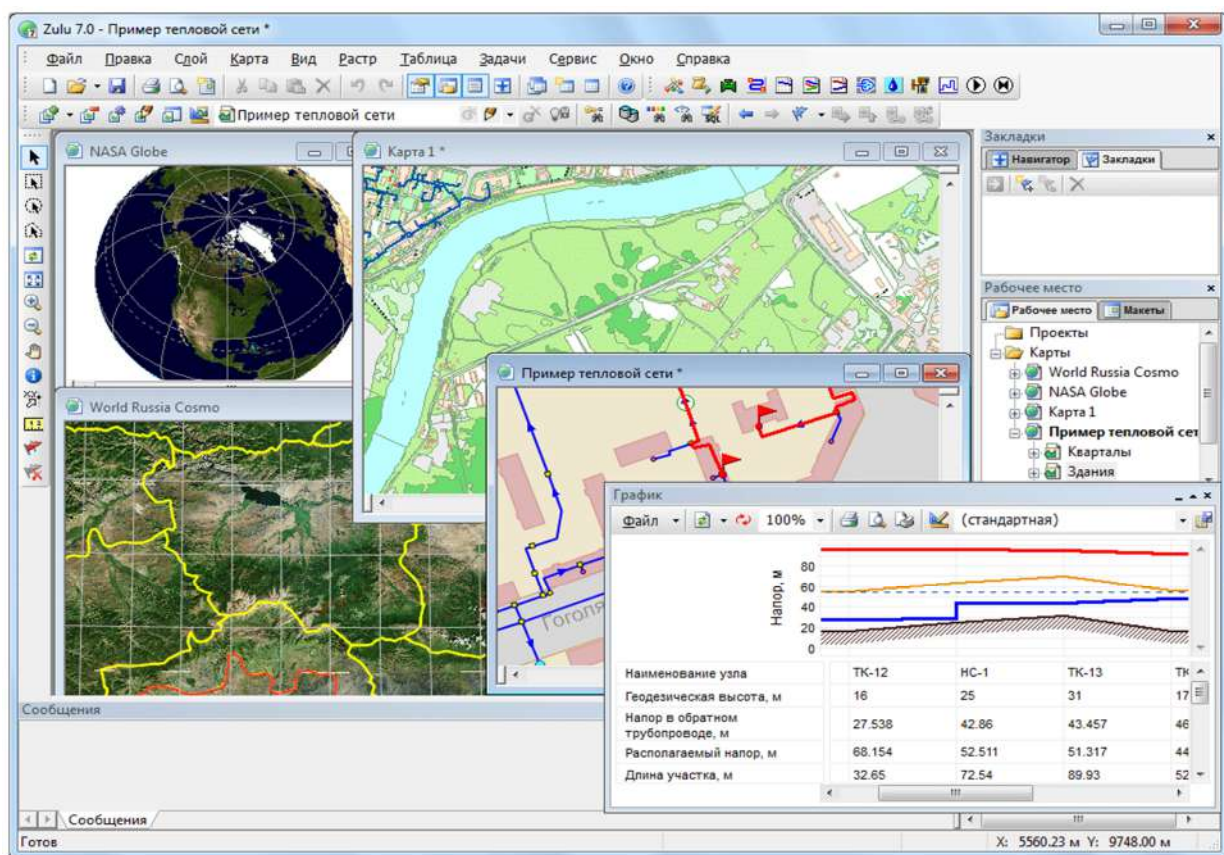 Zulu 7.0 - Пример тепловой сети *
Файл Правка Слой Карта Вид Растр Таблица Задачи Сервис Окно Справка
Пример тепловой сети
NASA Globe
Карта 1 *
World Russia Cosmo
Пример тепловой сети *
Гоголя
Закладки
Навигатор Закладки
Рабочее место
Рабочее место Макеты
Проекты
Карты
World Russia Cosmo
NASA Globe
Карта 1
Пример тепловой сет
Кварталы
Здания
График
Файл 100% (стандартная)
Напор, м
80
60
40
20
0
Наименование узла ТК-12 НС-1 ТК-13 ТК
Геодезическая высота, м 16 25 31 17
Напор в обратном
трубопроводе, м 27.538 42.86 43.457 46
Располагаемый напор, м 68.154 52.511 51.317 44
Длина участка, м 32.65 72.54 89.93 52
Сообщения
Сообщения
Готов X: 5560.23 м Y: 9748.00 м